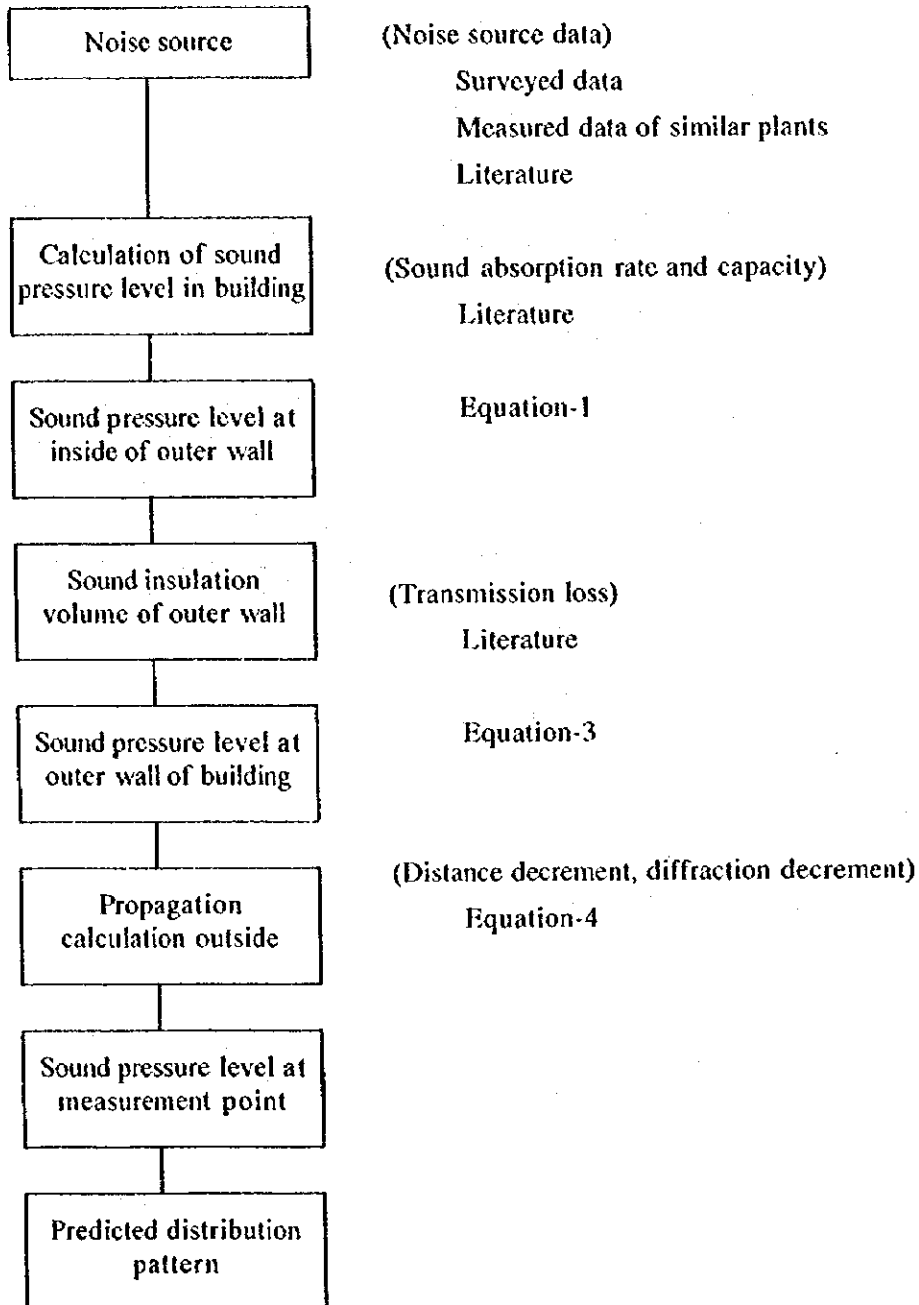 Noise source
(Noise source data)
Surveyed data
Measured data of similar plants
Literature
Calculation of sound
pressure level in building
(Sound absorption rate and capacity)
Literature
Sound pressure level at
inside of outer wall
Equation-1
Sound insulation
volume of outer wall
(Transmission loss)
Literature
Sound pressure level at
outer wall of building
Equation-3
Propagation
calculation outside
(Distance decrement, diffraction decrement)
Equation-4
Sound pressure level at
measurement point
Predicted distribution
pattern